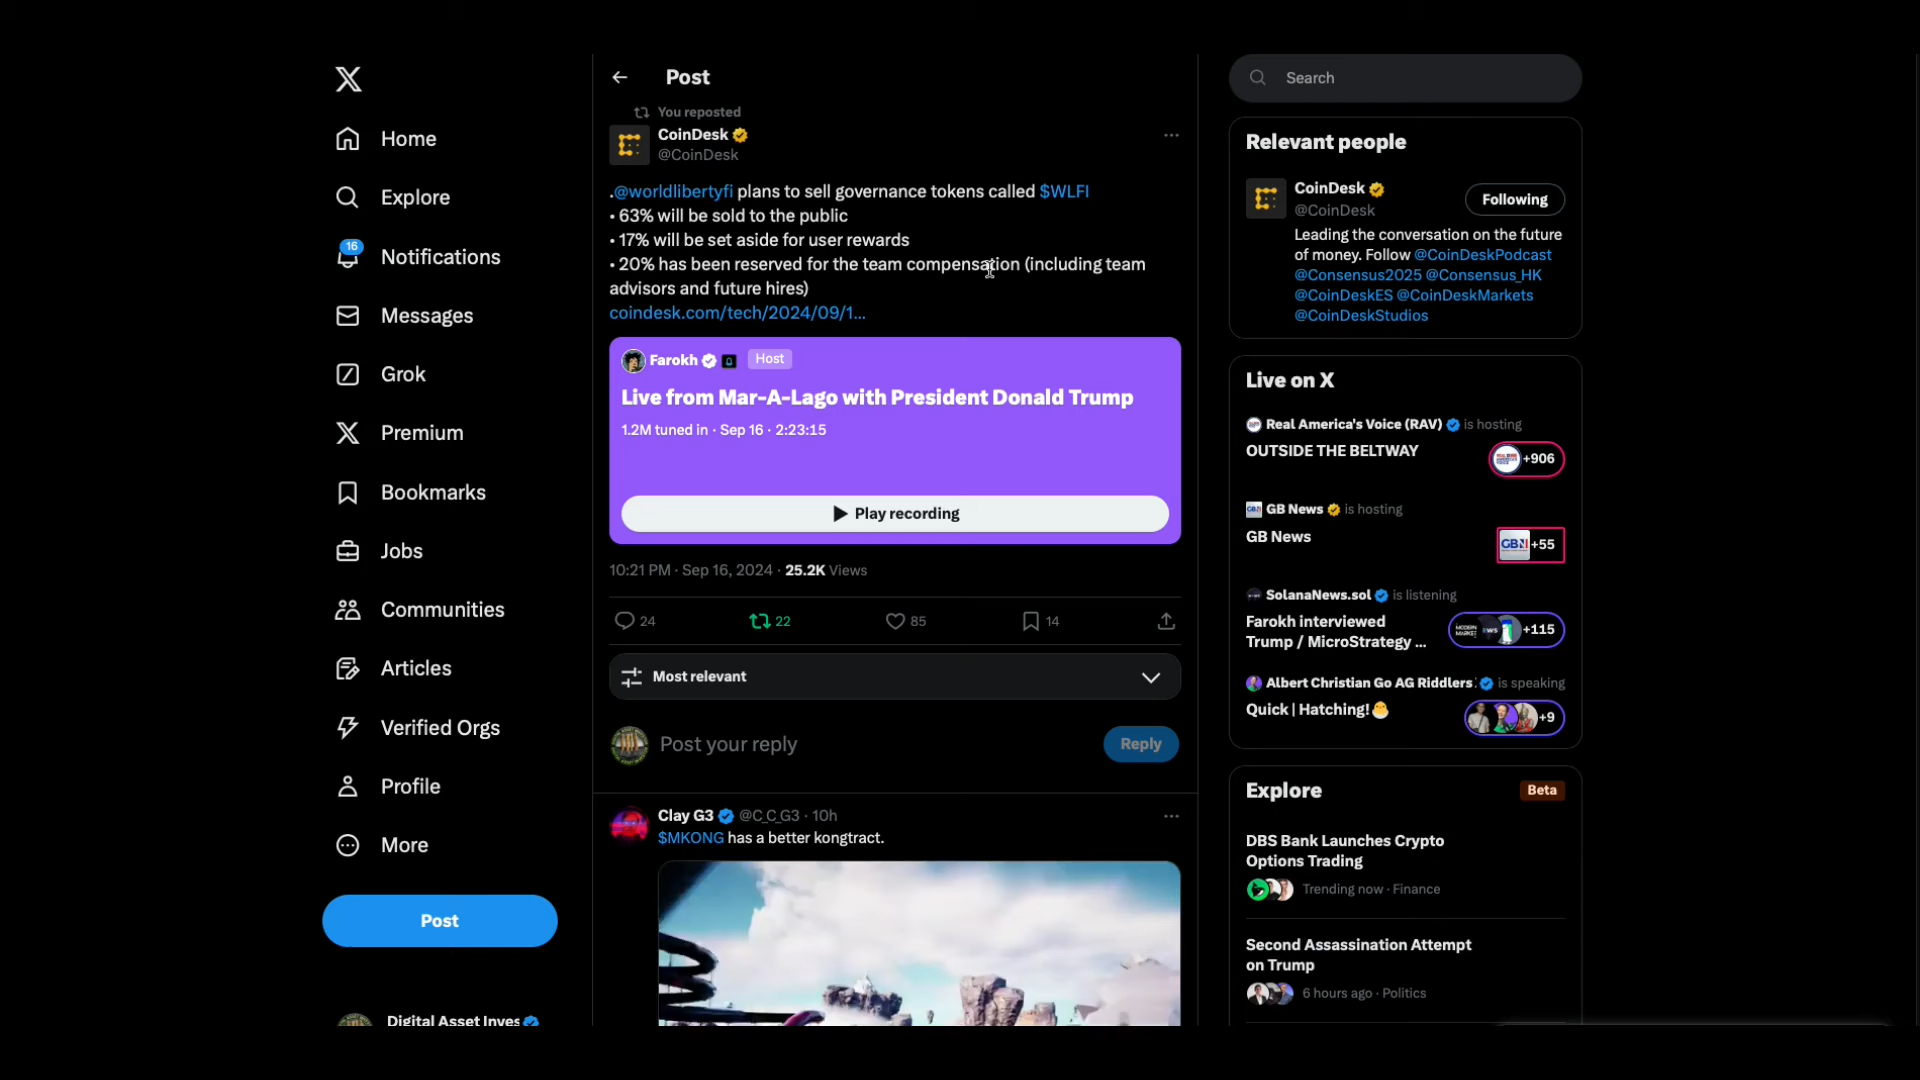 Home
Explore
16
Notifications
Messages
Grok
Premium
Bookmarks
Jobs
Communities
Articles
Verified Orgs
Profile
More
Post
Digital Asset Inves
Post
You reposted
CoinDesk
@CoinDesk
.@worldlibertyfi plans to sell governance tokens called $WLFI
• 63% will be sold to the public
• 17% will be set aside for user rewards
• 20% has been reserved for the team compensation (including team
advisors and future hires)
coindesk.com/tech/2024/09/1...
Farokh Host
Live from Mar-A-Lago with President Donald Trump
1.2M tuned in · Sep 16 · 2:23:15
Play recording
10:21 PM · Sep 16, 2024 · 25.2K Views
24 22 85 14
Most relevant
Post your reply
Reply
Clay G3 @C_C_G3 · 10h
$MKONG has a better kongtract.
Search
Relevant people
CoinDesk
@CoinDesk
Following
Leading the conversation on the future
of money. Follow @CoinDeskPodcast
@Consensus2025 @Consensus_HK
@CoinDeskES @CoinDeskMarkets
@CoinDeskStudios
Live on X
Real America's Voice (RAV) is hosting
OUTSIDE THE BELTWAY
+906
GB News is hosting
GB News
GBN +55
SolanaNews.sol is listening
Farokh interviewed
Trump / MicroStrategy ...
+115
Albert Christian Go AG Riddlers is speaking
Quick | Hatching!🐣
+9
Explore
Beta
DBS Bank Launches Crypto
Options Trading
Trending now · Finance
Second Assassination Attempt
on Trump
6 hours ago · Politics